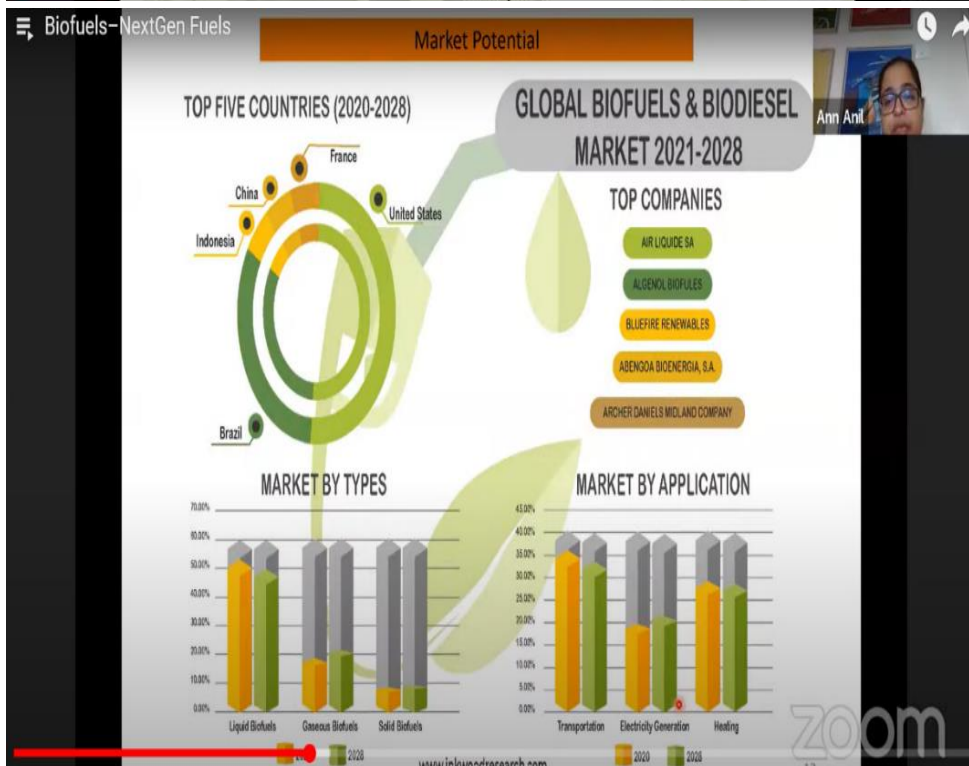 Biofuels–NextGen Fuels
Market Potential
Ann Anil
TOP FIVE COUNTRIES (2020-2028)
France
China
United States
Indonesia
Brazil
GLOBAL BIOFUELS & BIODIESEL
MARKET 2021-2028
TOP COMPANIES
AIR LIQUIDE SA
ALGENOL BIOFULES
BLUEFIRE RENEWABLES
ABENGOA BIOENERGIA, S.A.
ARCHER DANIELS MIDLAND COMPANY
MARKET BY TYPES
70.00%
60.00%
50.00%
40.00%
30.00%
20.00%
10.00%
0.00%
Liquid Biofuels Gaseous Biofuels Solid Biofuels
2028
MARKET BY APPLICATION
45.00%
40.00%
35.00%
30.00%
25.00%
20.00%
15.00%
10.00%
5.00%
0.00%
Transportation Electricity Generation Heating
2020 2028
zoom